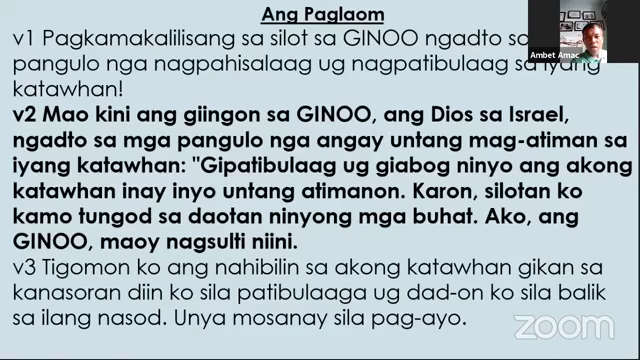 Ang Paglaom
v1 Pagkamakalilisang sa silot sa GINOO ngadto sa
pangulo nga nagpahisalaag ug nagpatibulaag sa iyang
katawhan!
v2 Mao kini ang giingon sa GINOO, ang Dios sa Israel,
ngadto sa mga pangulo nga angay untang mag-atiman sa
iyang katawhan: "Gipatibulaag ug giabog ninyo ang akong
katawhan inay inyo untang atimanon. Karon, silotan ko
kamo tungod sa daotan ninyong mga buhat. Ako, ang
GINOO, maoy nagsulti niini.
v3 Tigomon ko ang nahibilin sa akong katawhan gikan sa
kanasoran diin ko sila patibulaaga ug dad-on ko sila balik
sa ilang nasod. Unya mosanay sila pag-ayo.
Ambet Amac
zoom